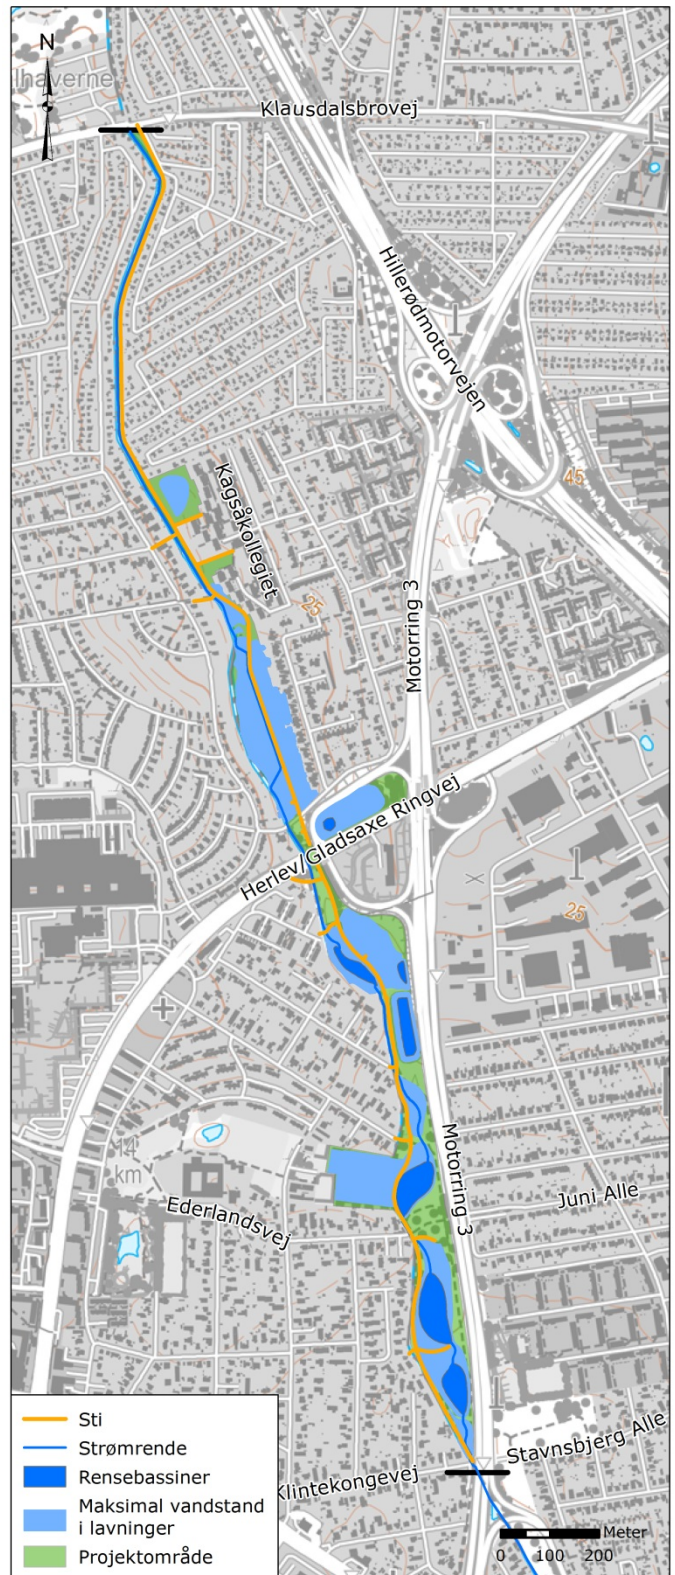 N
lhaverne
Klausdalsbrovej
Hillerødmotorvejen
45
Kagsåkollegiet
25
Motorring 3
Herlev/Gladsaxe Ringvej
25
14
km
Motorring 3
Juni Alle
Ederlandsvej
Stavnsbjerg Alle
Klintekongevej
Sti
Strømrende
Rensebassiner
Maksimal vandstand
i lavninger
Projektområde
Meter
0 100 200